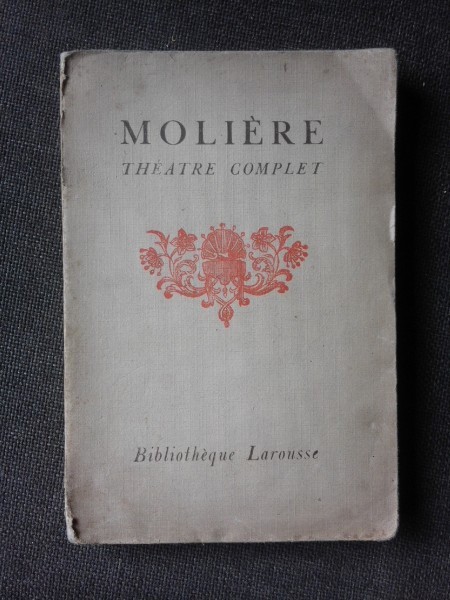 MOLIÈRE
THÉATRE COMPLET
Bibliothèque Larousse